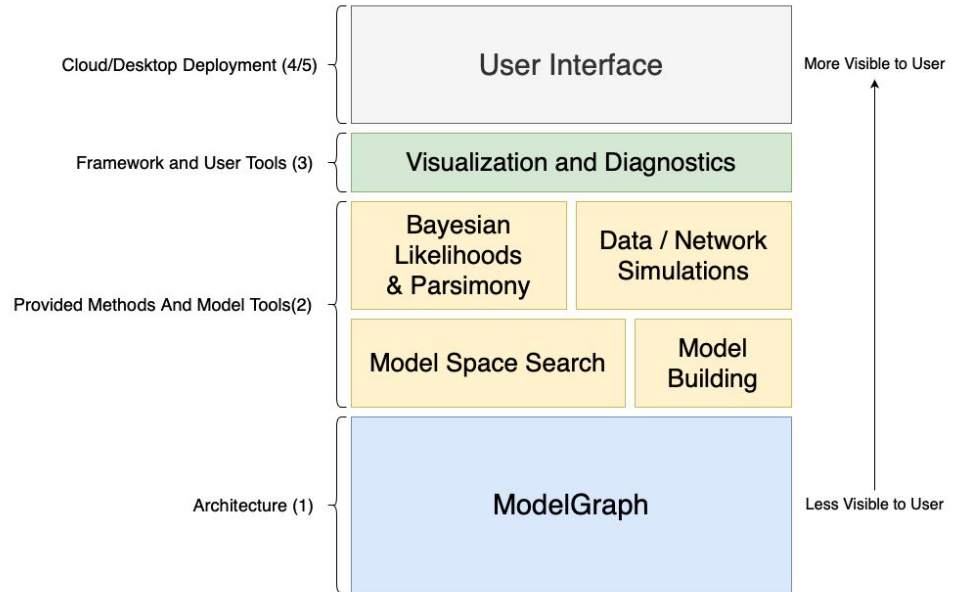 Cloud/Desktop Deployment (4/5)
User Interface
More Visible to User
Framework and User Tools (3)
Visualization and Diagnostics
Bayesian
Likelihoods
& Parsimony
Data / Network
Simulations
Provided Methods And Model Tools(2)
Model Space Search
Model
Building
Architecture (1)
ModelGraph
Less Visible to User